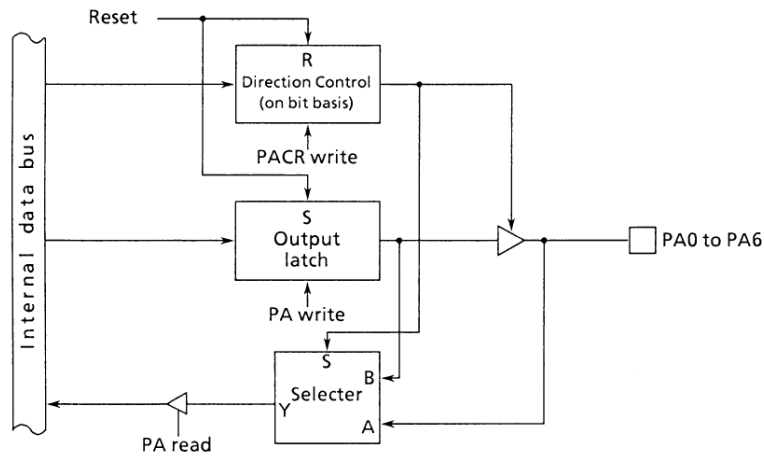 Reset
R
Direction Control
(on bit basis)
PACR write
Internal data bus
S
Output
latch
PA0 to PA6
PA write
S
B
Selecter
Y
A
PA read